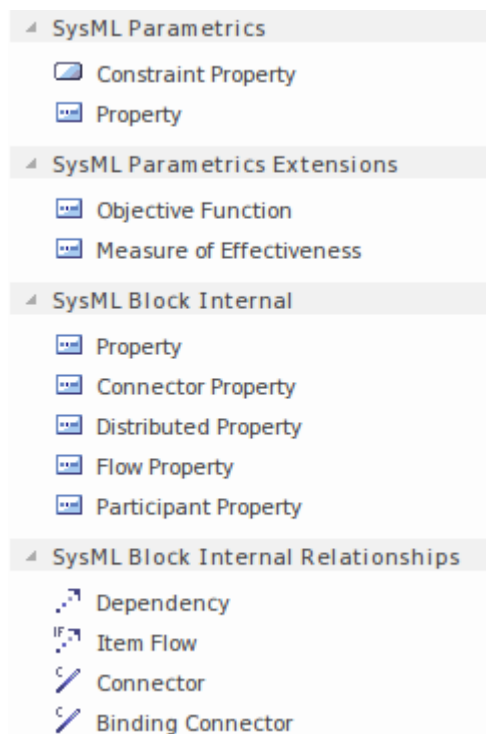 SysML Parametrics
Constraint Property
Property
SysML Parametrics Extensions
Objective Function
Measure of Effectiveness
SysML Block Internal
Property
Connector Property
Distributed Property
Flow Property
Participant Property
SysML Block Internal Relationships
Dependency
IF Item Flow
C Connector
C Binding Connector